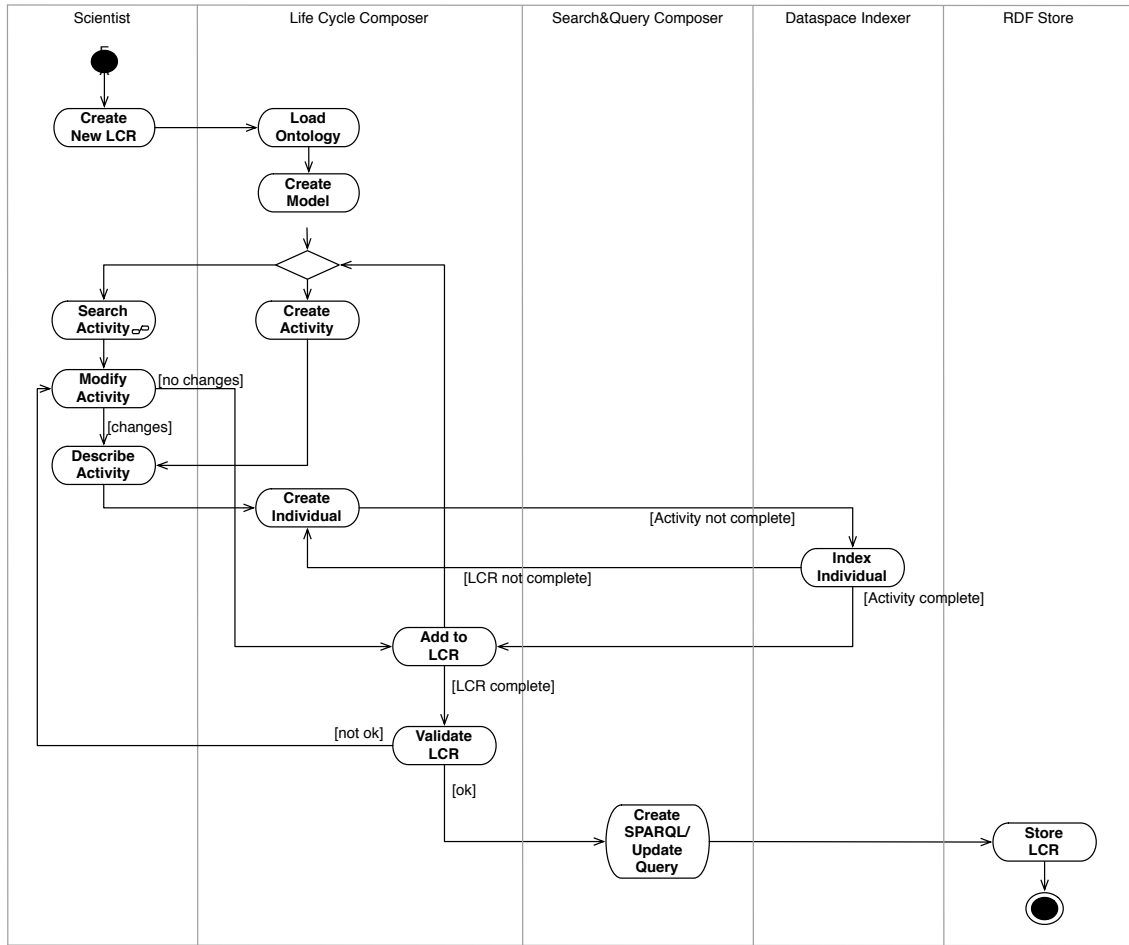 Scientist
Life Cycle Composer
Search&Query Composer
Dataspace Indexer
RDF Store
Create
New LCR
Load
Ontology
Create
Model
Search
Activity
Create
Activity
Modify
Activity
[no changes]
[changes]
Describe
Activity
Create
Individual
[Activity not complete]
Index
Individual
[LCR not complete]
[Activity complete]
Add to
LCR
[LCR complete]
[not ok]
Validate
LCR
[ok]
Create
SPARQL/
Update
Query
Store
LCR